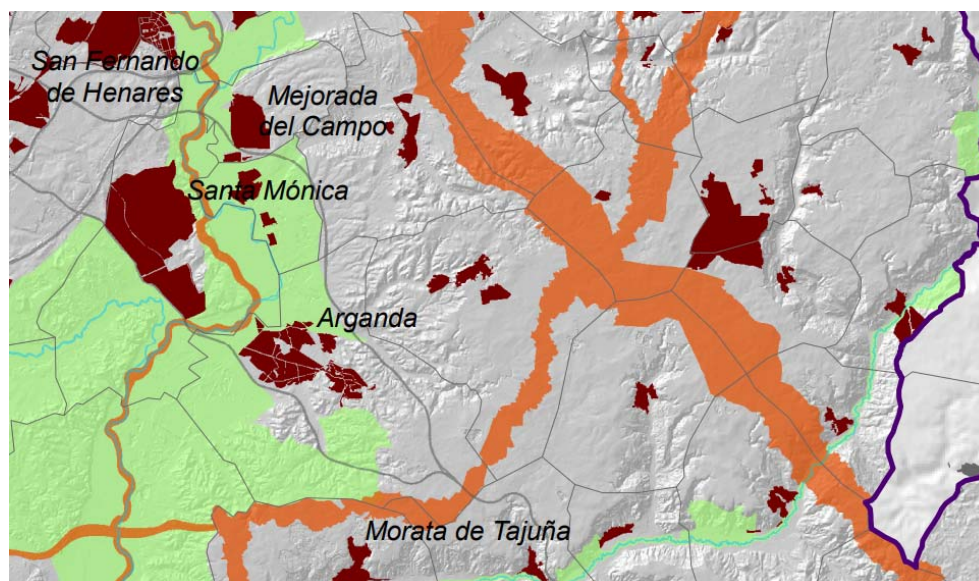 San Fernando
de Henares
Mejorada
del Campo
Santa Mónica
Arganda
Morata de Tajuña